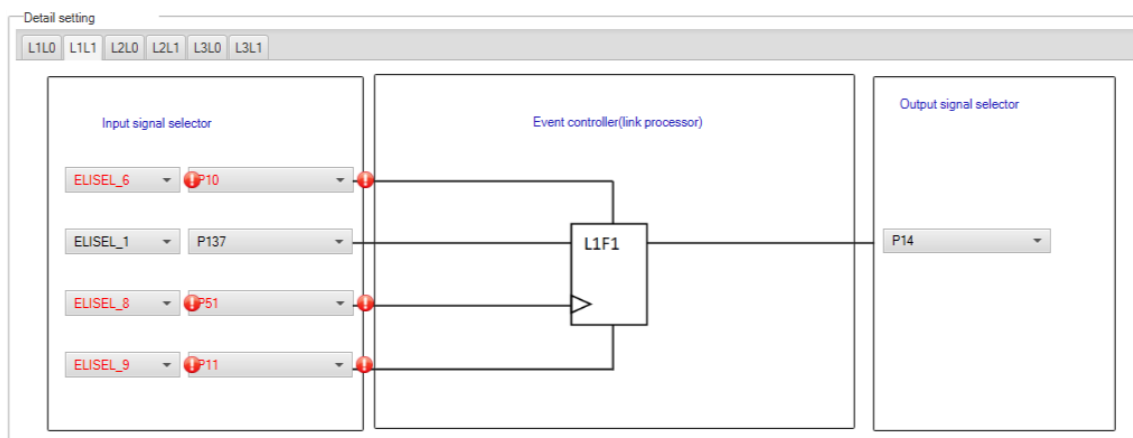 Detail setting
L1L0 L1L1 L2L0 L2L1 L3L0 L3L1
Input signal selector
Event controller(link processor)
Output signal selector
ELISEL_6 P10
ELISEL_1 P137
L1F1
P14
ELISEL_8 P51
ELISEL_9 P11